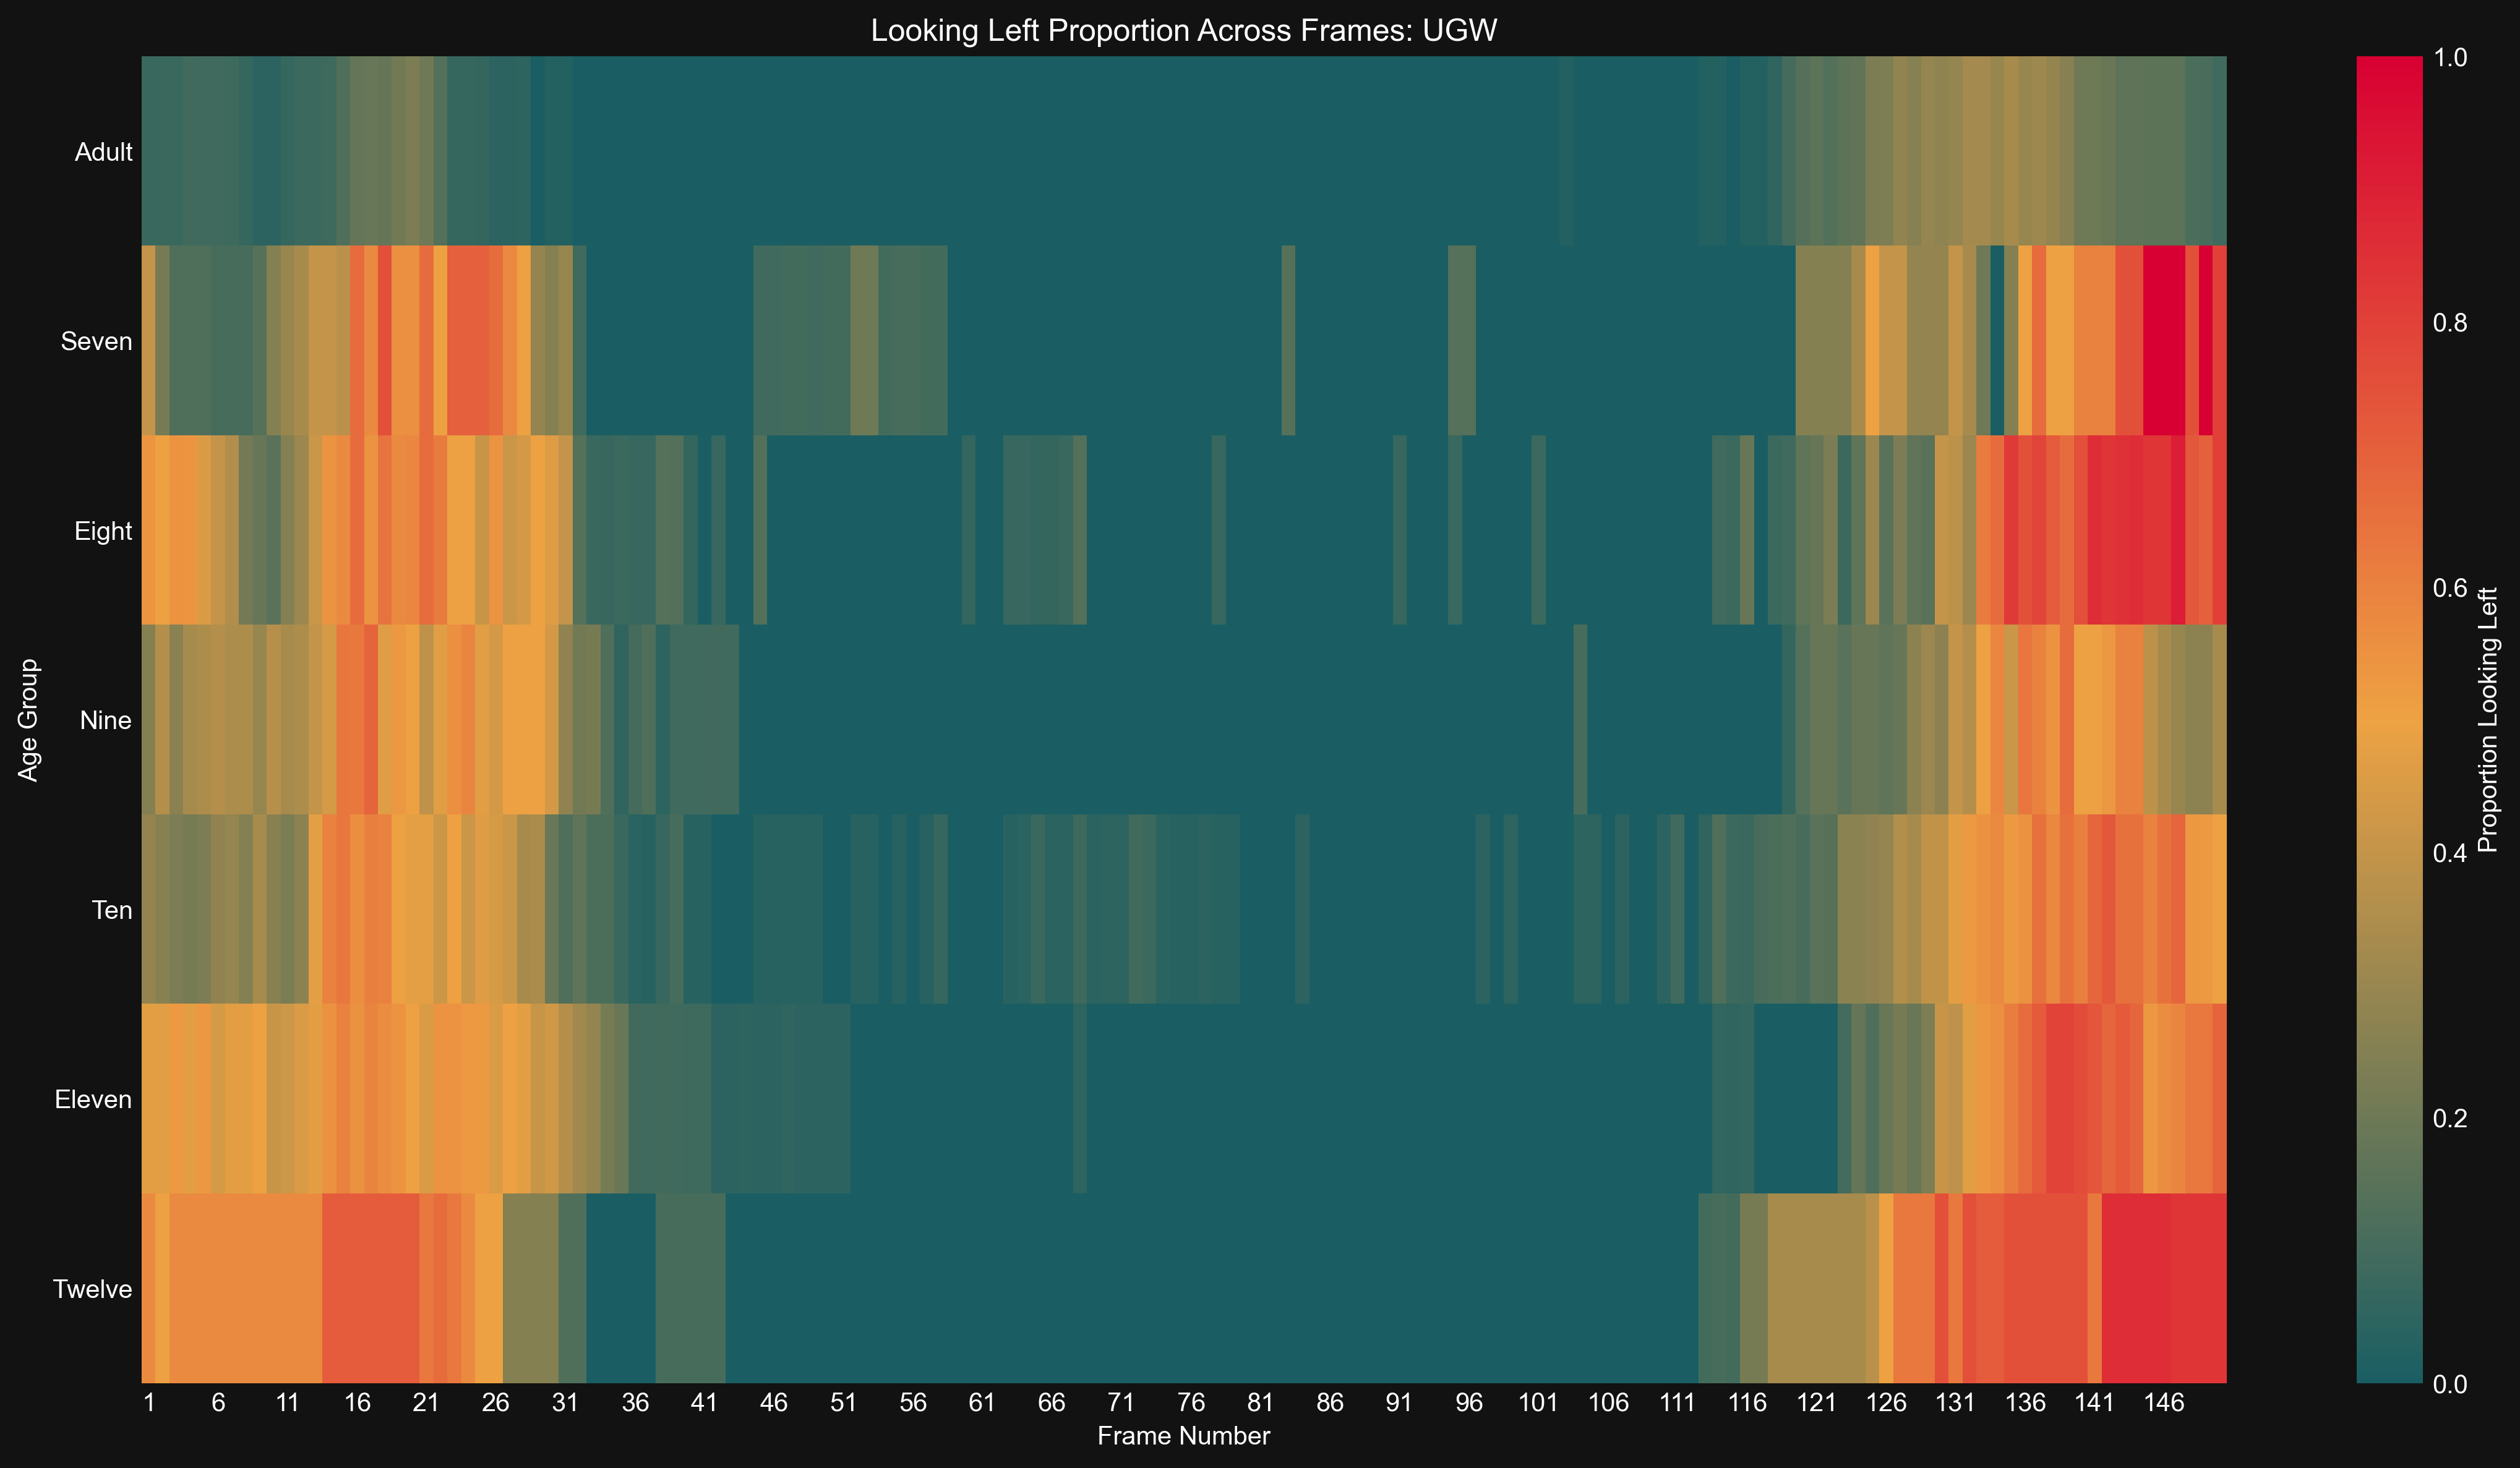 Looking Left Proportion Across Frames: UGW
Age Group
Adult
Seven
Eight
Nine
Ten
Eleven
Twelve
1 6 11 16 21 26 31 36 41 46 51 56 61 66 71 76 81 86 91 96 101 106 111 116 121 126 131 136 141 146
Frame Number
1.0
0.8
0.6
0.4
0.2
0.0
Proportion Looking Left